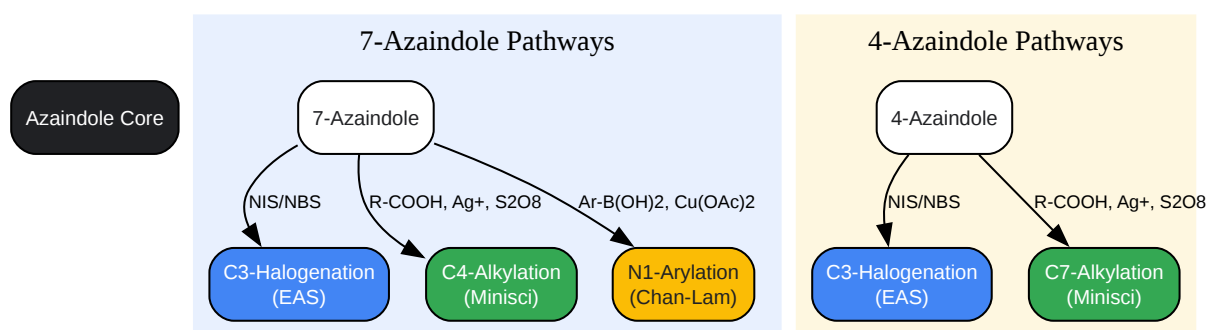 7-Azaindole Pathways
4-Azaindole Pathways
Azaindole Core
7-Azaindole
4-Azaindole
NIS/NBS
R-COOH, Ag+, S2O8
Ar-B(OH)2, Cu(OAc)2
NIS/NBS
R-COOH, Ag+, S2O8
C3-Halogenation
(EAS)
C4-Alkylation
(Minisci)
N1-Arylation
(Chan-Lam)
C3-Halogenation
(EAS)
C7-Alkylation
(Minisci)